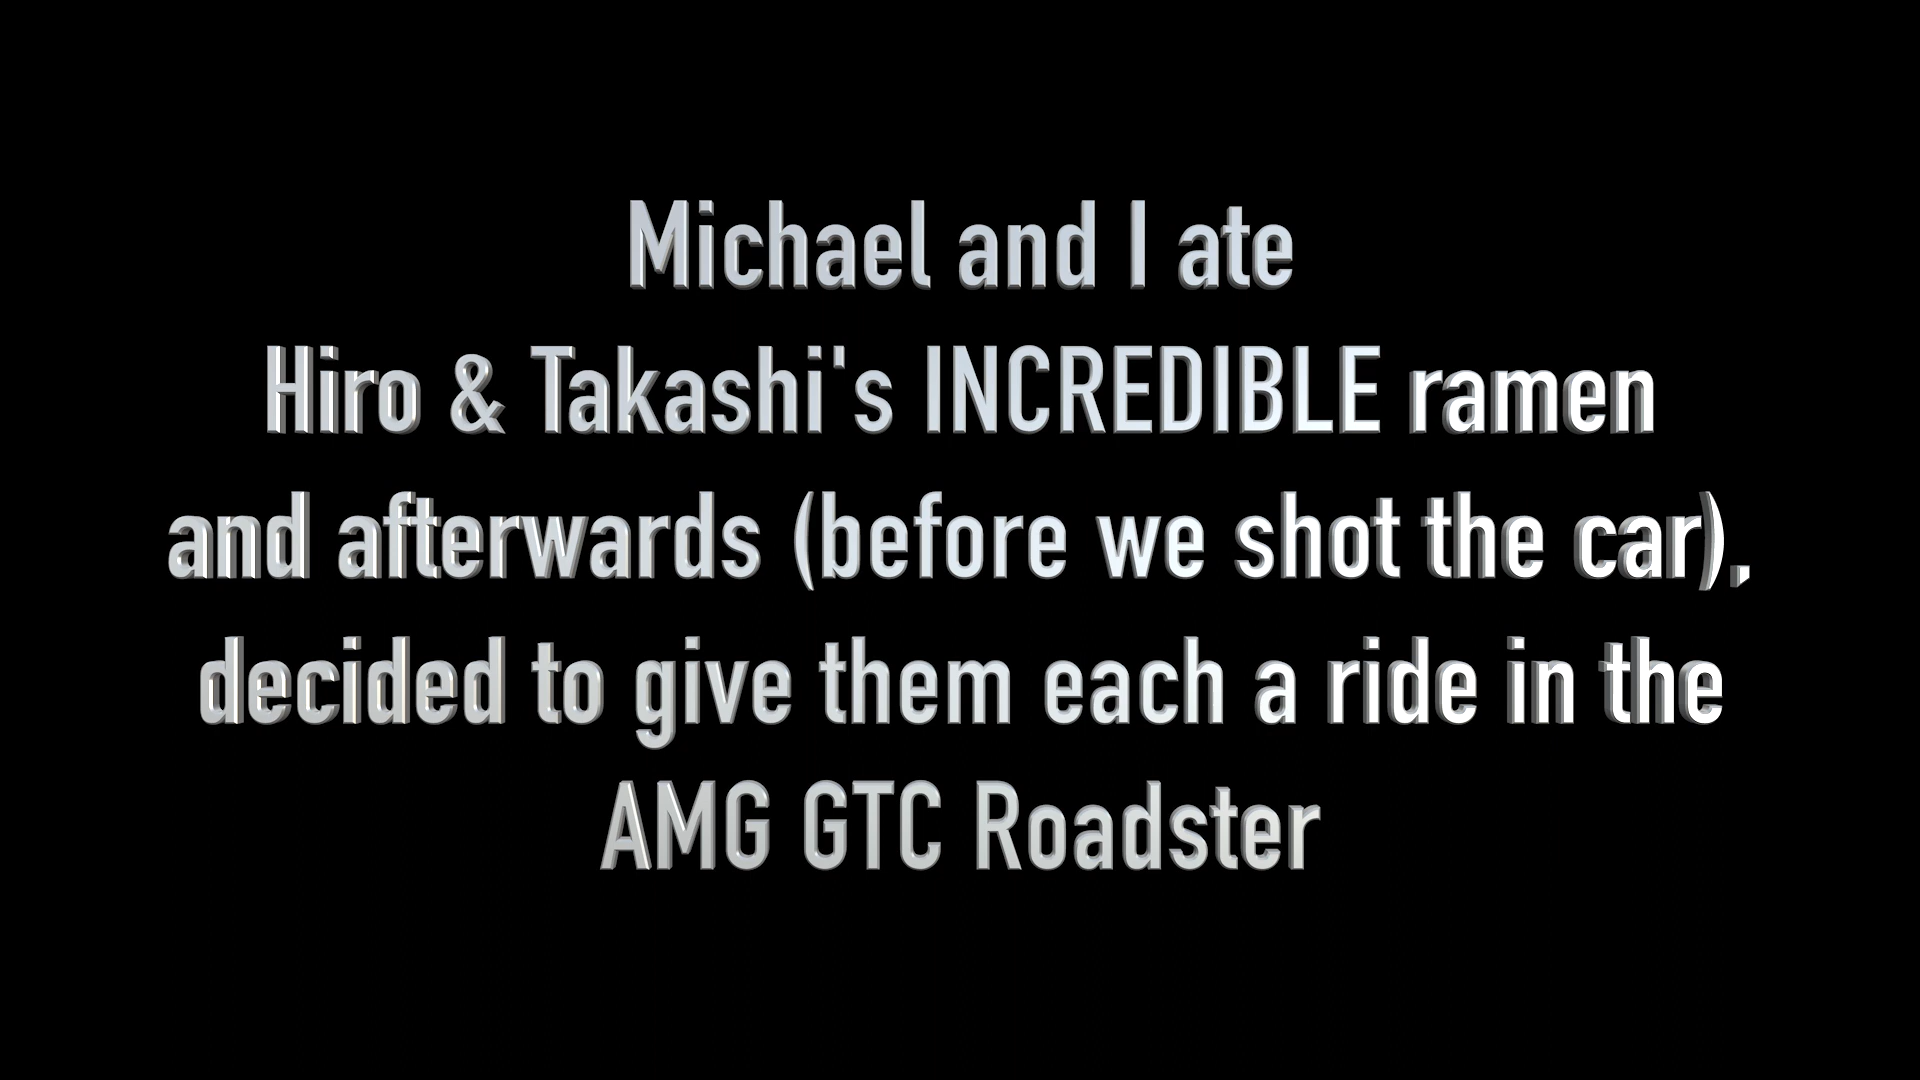 Michael and I ate
Hiro & Takashi's INCREDIBLE ramen
and afterwards (before we shot the car),
decided to give them each a ride in the
AMG GTC Roadster